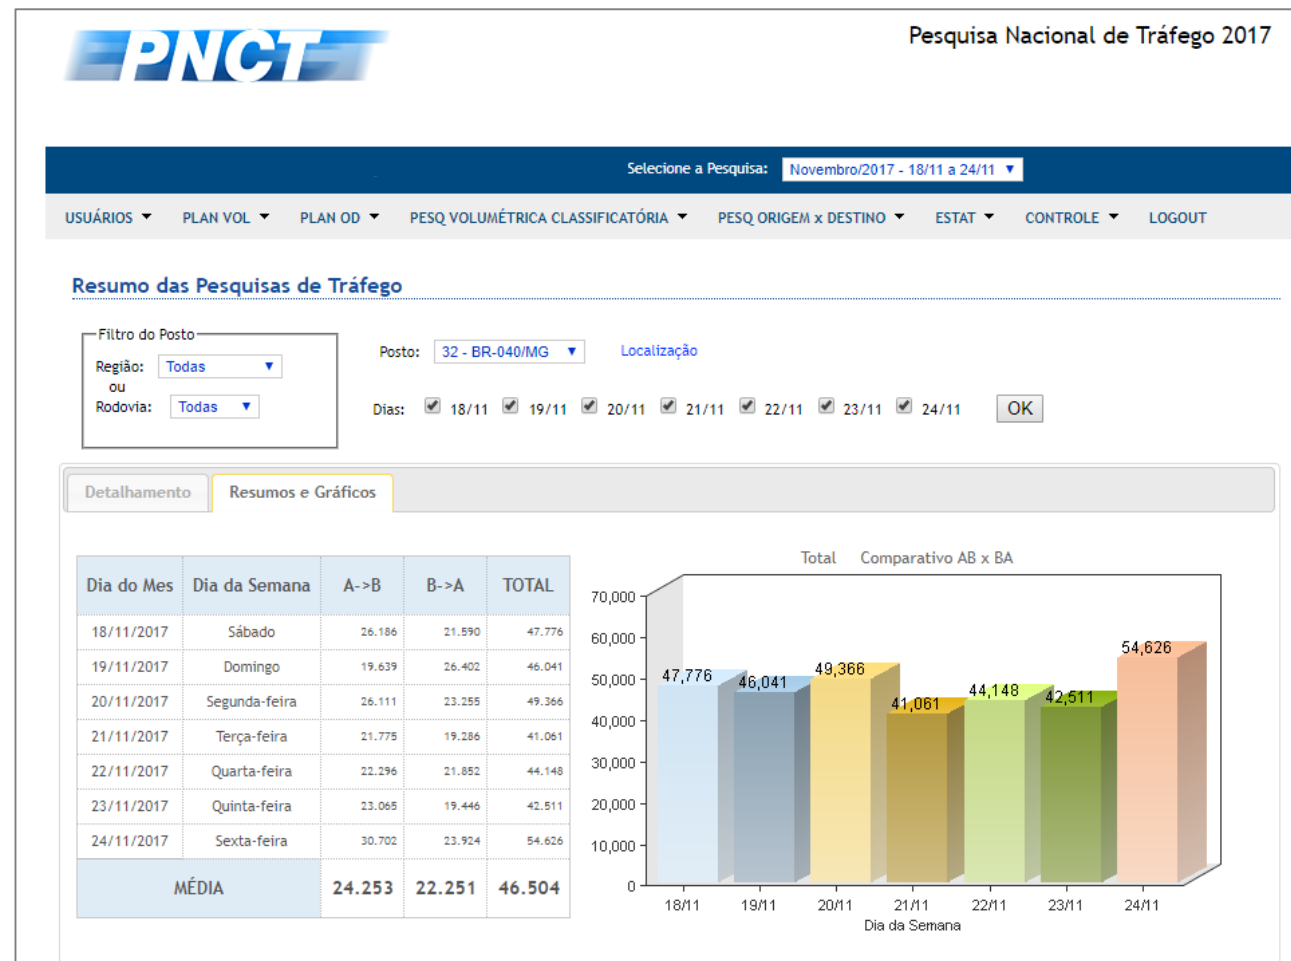 PNCT
Pesquisa Nacional de Tráfego 2017
Selecione a Pesquisa: Novembro/2017 - 18/11 a 24/11
USUÁRIOS PLAN VOL PLAN OD PESQ VOLUMÉTRICA CLASSIFICATÓRIA PESQ ORIGEM x DESTINO ESTAT CONTROLE LOGOUT
Resumo das Pesquisas de Tráfego
Filtro do Posto
Região: Todas
ou
Rodovia: Todas
Posto: 32 - BR-040/MG Localização
Dias: 18/11 19/11 20/11 21/11 22/11 23/11 24/11 OK
Detalhamento Resumos e Gráficos
Dia do Mes Dia da Semana A->B B->A TOTAL
18/11/2017 Sábado 26.186 21.590 47.776
19/11/2017 Domingo 19.639 26.402 46.041
20/11/2017 Segunda-feira 26.111 23.255 49.366
21/11/2017 Terça-feira 21.775 19.286 41.061
22/11/2017 Quarta-feira 22.296 21.852 44.148
23/11/2017 Quinta-feira 23.065 19.446 42.511
24/11/2017 Sexta-feira 30.702 23.924 54.626
MÉDIA 24.253 22.251 46.504
Total Comparativo AB x BA
70,000
60,000
50,000
40,000
30,000
20,000
10,000
0
47,776 46,041 49,366 41,061 44,148 42,511 54,626
18/11 19/11 20/11 21/11 22/11 23/11 24/11
Dia da Semana